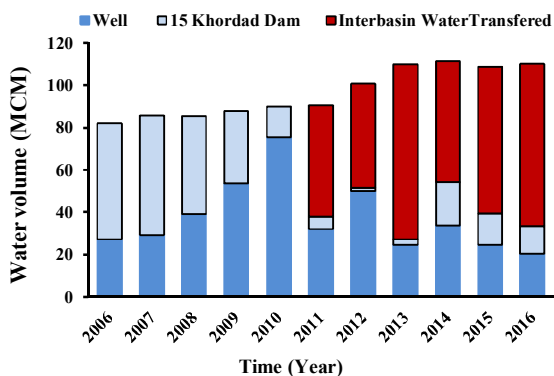 Well 15 Khordad Dam Interbasin WaterTransfered
Water volume (MCM)
120
100
80
60
40
20
0
2006 2007 2008 2009 2010 2011 2012 2013 2014 2015 2016
Time (Year)